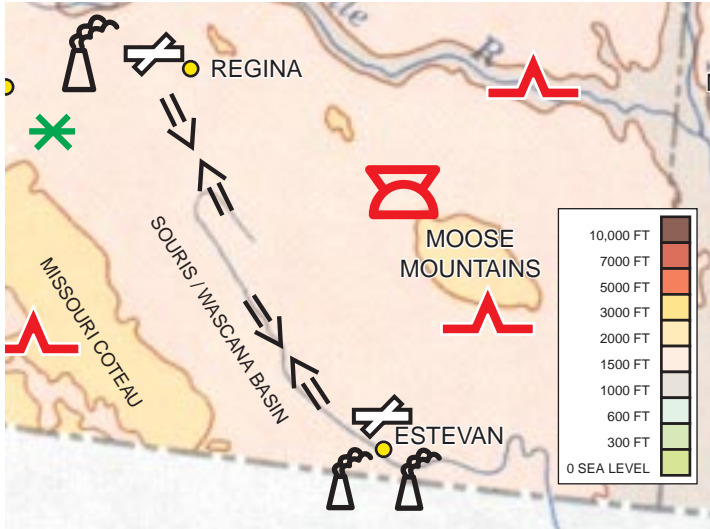 R
REGINA
SOURIS / WASCANA BASIN
MISSOURI COTEAU
MOOSE
MOUNTAINS
ESTEVAN
10,000 FT
7000 FT
5000 FT
3000 FT
2000 FT
1500 FT
1000 FT
600 FT
300 FT
0 SEA LEVEL